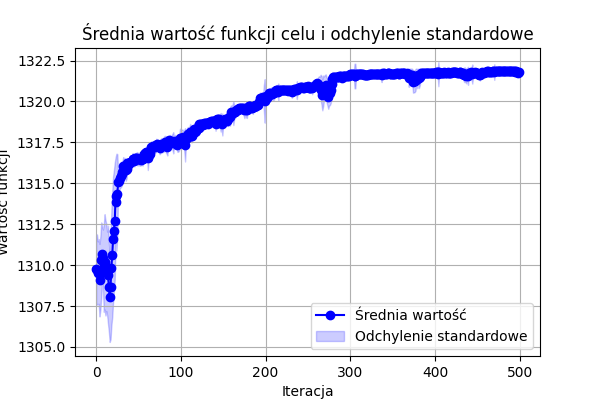 Średnia wartość funkcji celu i odchylenie standardowe
1322.5
1320.0
1317.5
1315.0
1312.5
1310.0
1307.5
1305.0
Wartość funkcji
Średnia wartość
Odchylenie standardowe
0 100 200 300 400 500
Iteracja